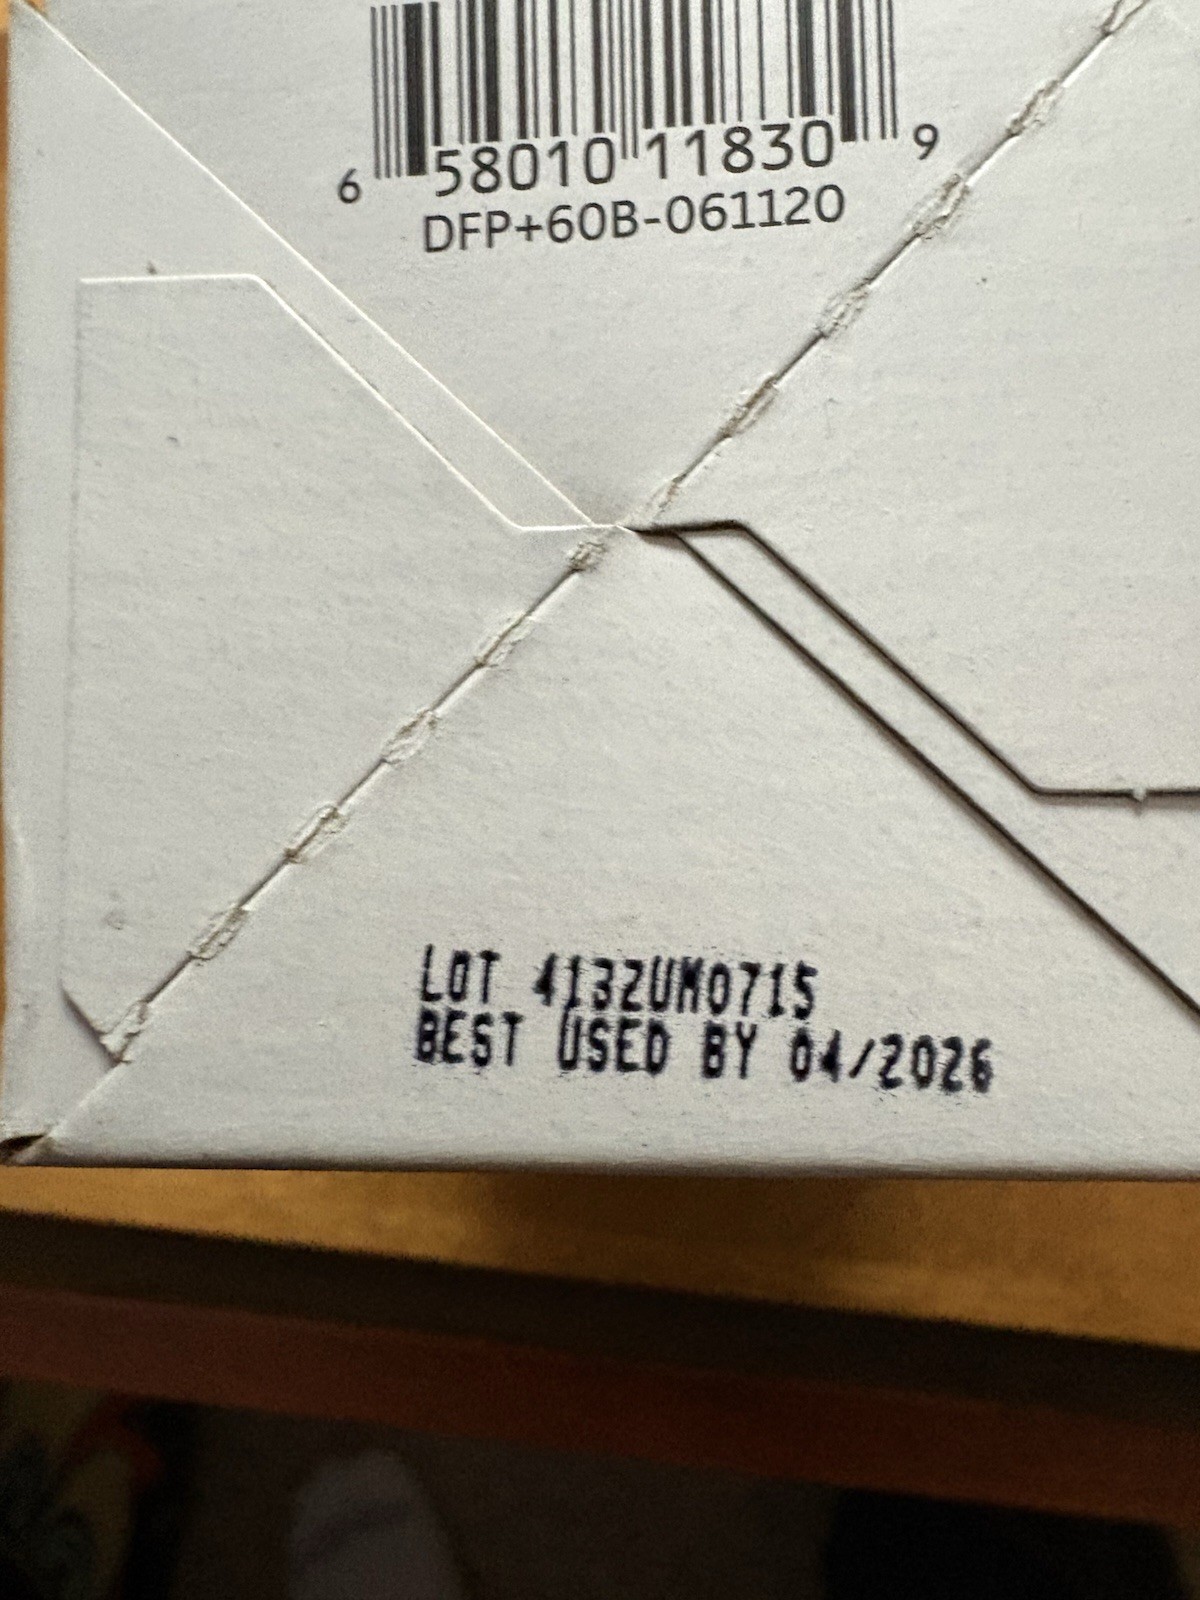 6 58010 11830 9
DFP+60B-061120
LOT 4132UM0715
BEST USED BY 04/2026